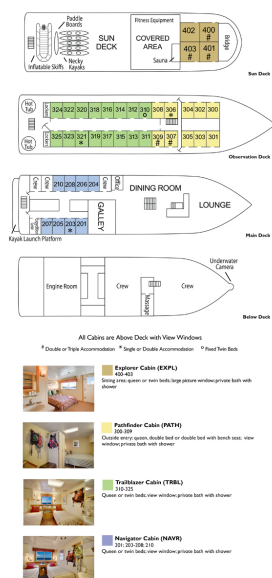 Paddle
Boards
SUN
DECK
Inflatable Skiffs
Necky
Kayaks
Fitness Equipment
COVERED
AREA
Sauna
402 400
#
403 401
# #
Bridge
Sun Deck
Hot
Tub
324 322 320 318 316 314 312 310 308 306 304 302 300
O *
325 323 321 319 317 315 313 311 309 307 305 303 301
* # #
Hot
Tub
Observation Deck
Crew
Crew
210 208 206 204
Crew
Office
DINING ROOM
LOUNGE
GALLEY
207 205 203 201
*
Kayak Launch Platform
Main Deck
Engine Room
Crew
Crew
Massage
Underwater
Camera
Below Deck
All Cabins are Above Deck with View Windows
# Double or Triple Accommodation * Single or Double Accommodation O Fixed Twin Beds
Explorer Cabin (EXPL)
400-403
Sitting area; queen or twin beds; large picture window; private bath with
shower
Pathfinder Cabin (PATH)
300-309
Outside entry; queen, double bed or double bed with bench seat; view
window; private bath with shower
Trailblazer Cabin (TRBL)
310-325
Queen or twin beds; view window; private bath with shower
Navigator Cabin (NAVR)
201; 203-208; 210
Queen or twin beds; view window; private bath with shower